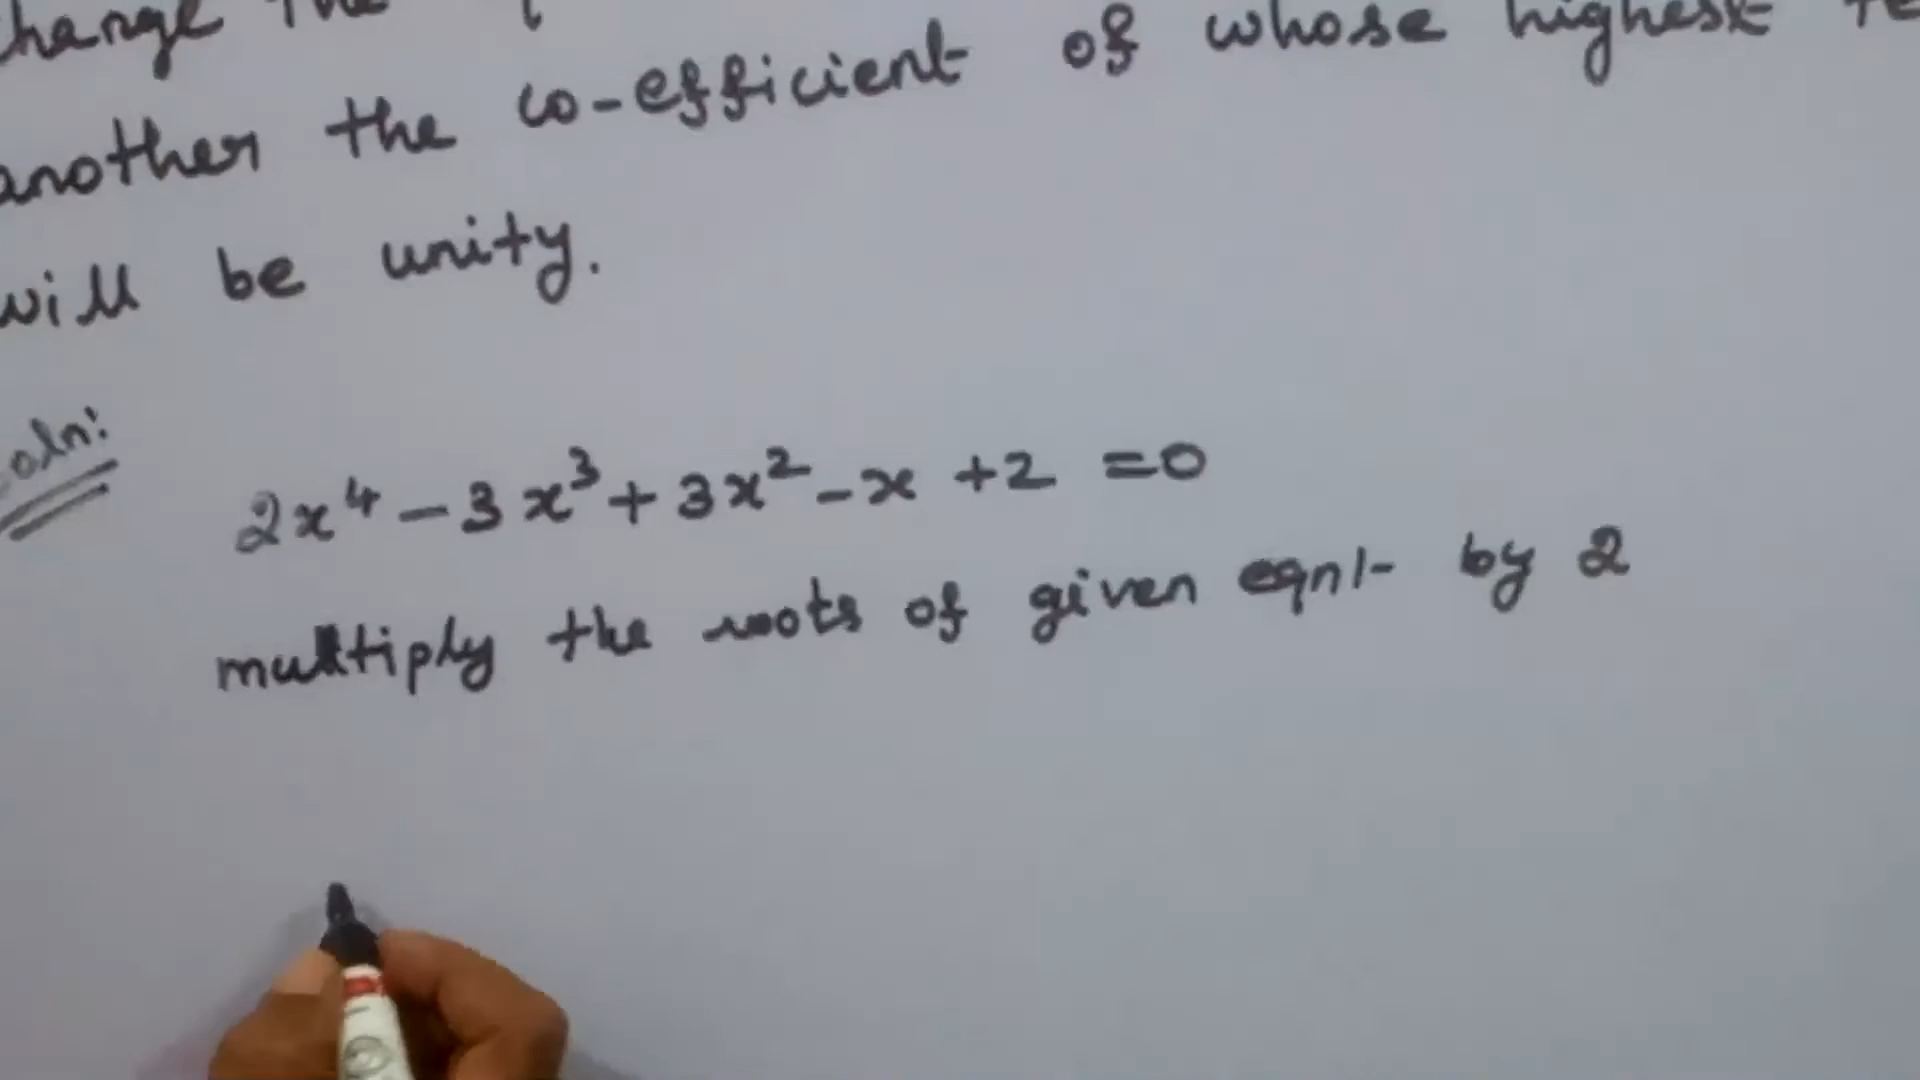 change the
another the co-efficient of whose highest
will be unity.
soln:
2x⁴ - 3x³ + 3x² - x + 2 = 0
multiply the roots of given eqn/- by 2